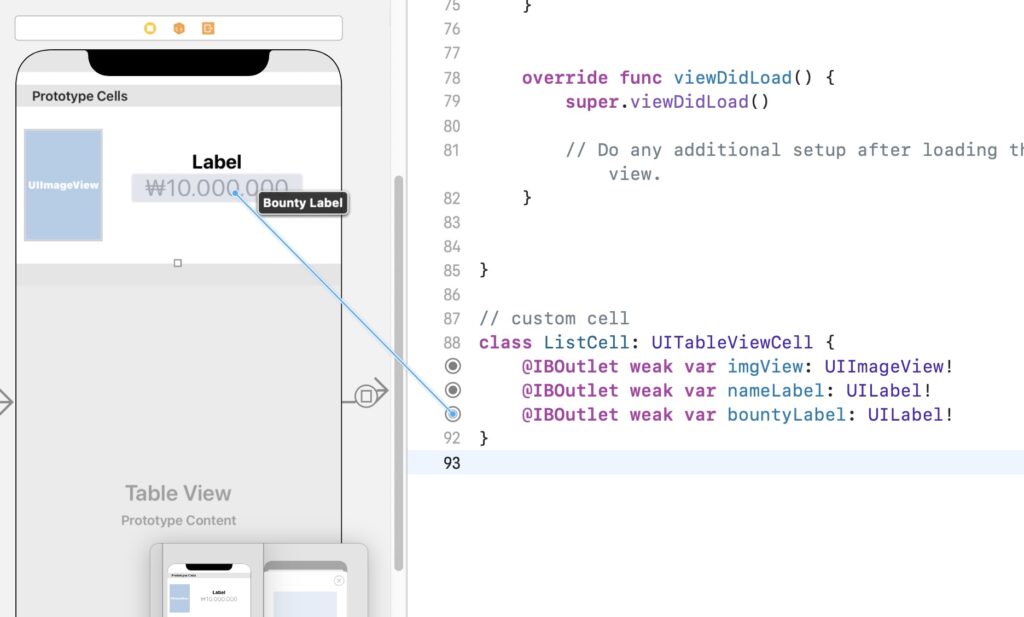 Prototype Cells
UIImageView
Label
₩10.000.000
Bounty Label
Table View
Prototype Content
Prototype Cells
Label
₩10.000.000
75 }
76
77
78 override func viewDidLoad() {
79 super.viewDidLoad()
80
81 // Do any additional setup after loading th
view.
82 }
83
84
85 }
86
87 // custom cell
88 class ListCell: UITableViewCell {
@IBOutlet weak var imgView: UIImageView!
@IBOutlet weak var nameLabel: UILabel!
@IBOutlet weak var bountyLabel: UILabel!
92 }
93